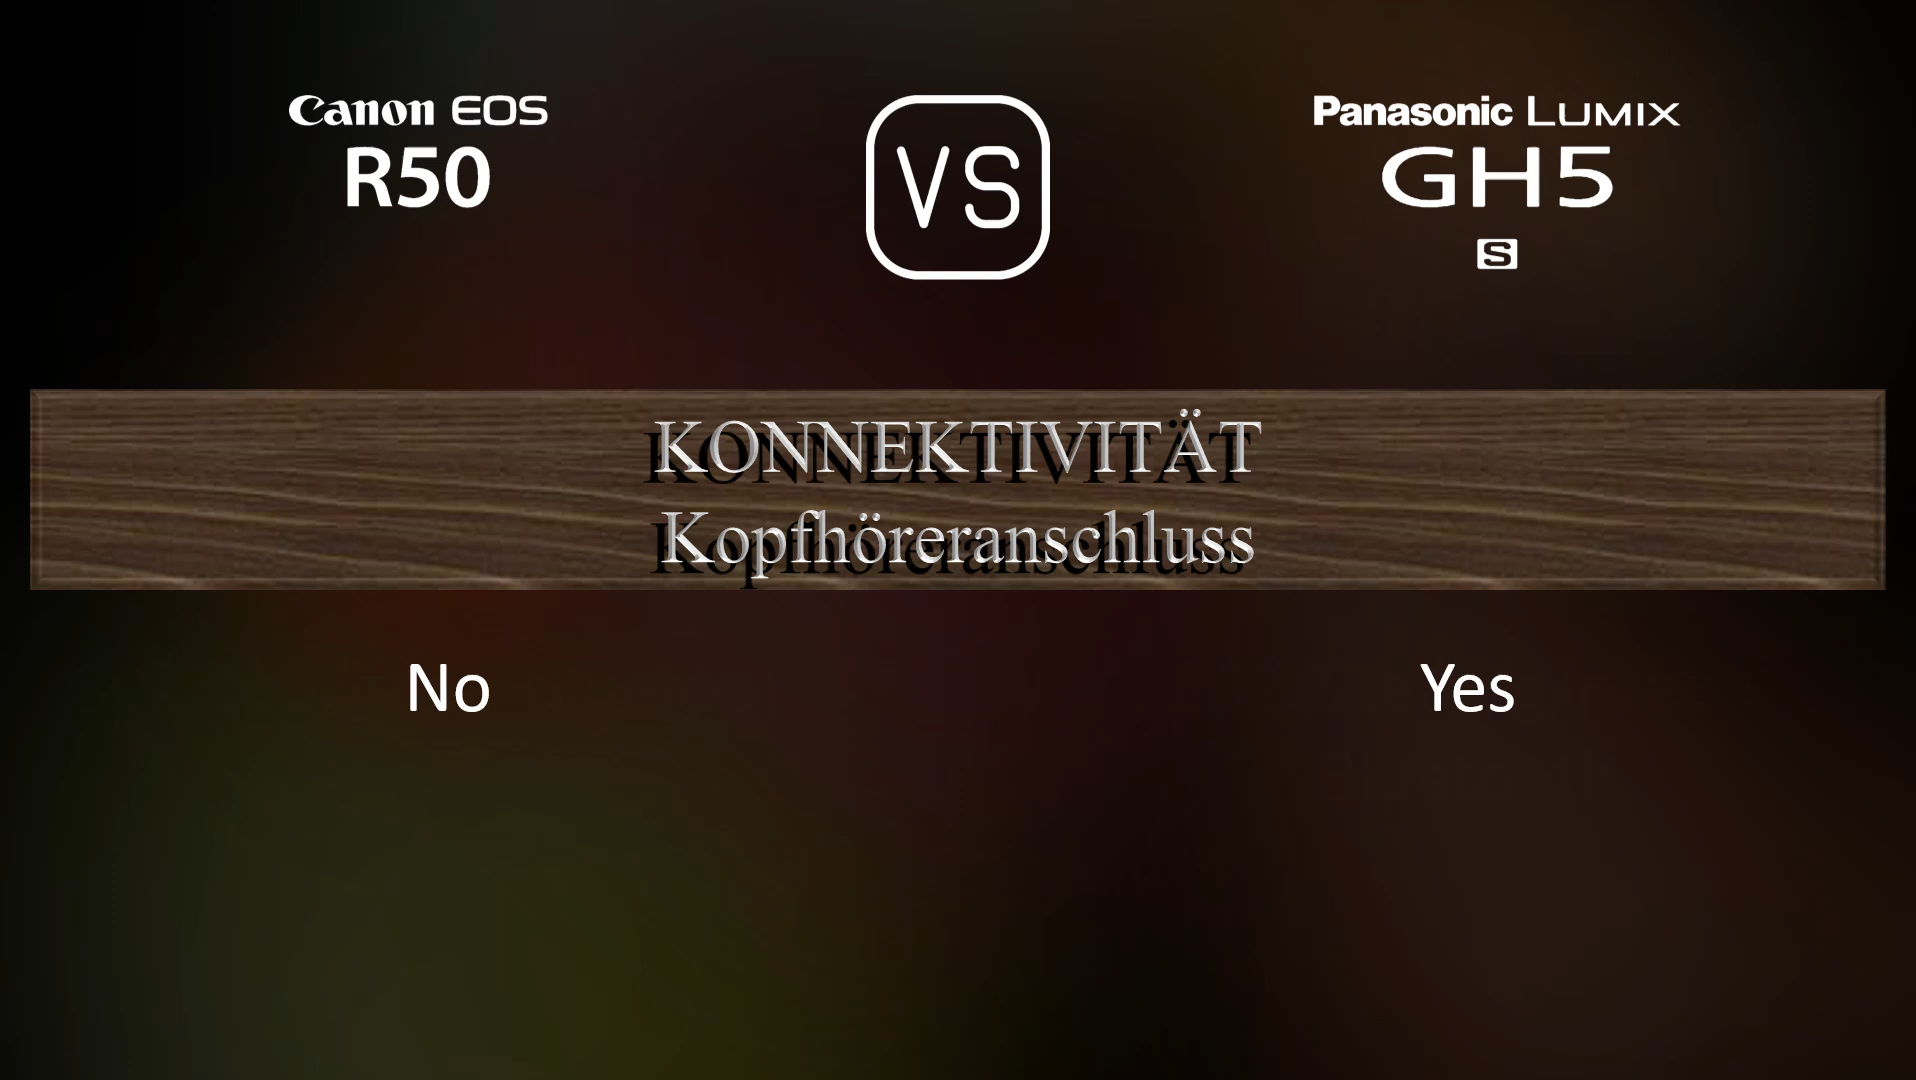 Canon EOS
R50
VS
Panasonic LUMIX
GH5
S
KONNEKTIVITÄT
Kopfhöreranschluss
No
Yes